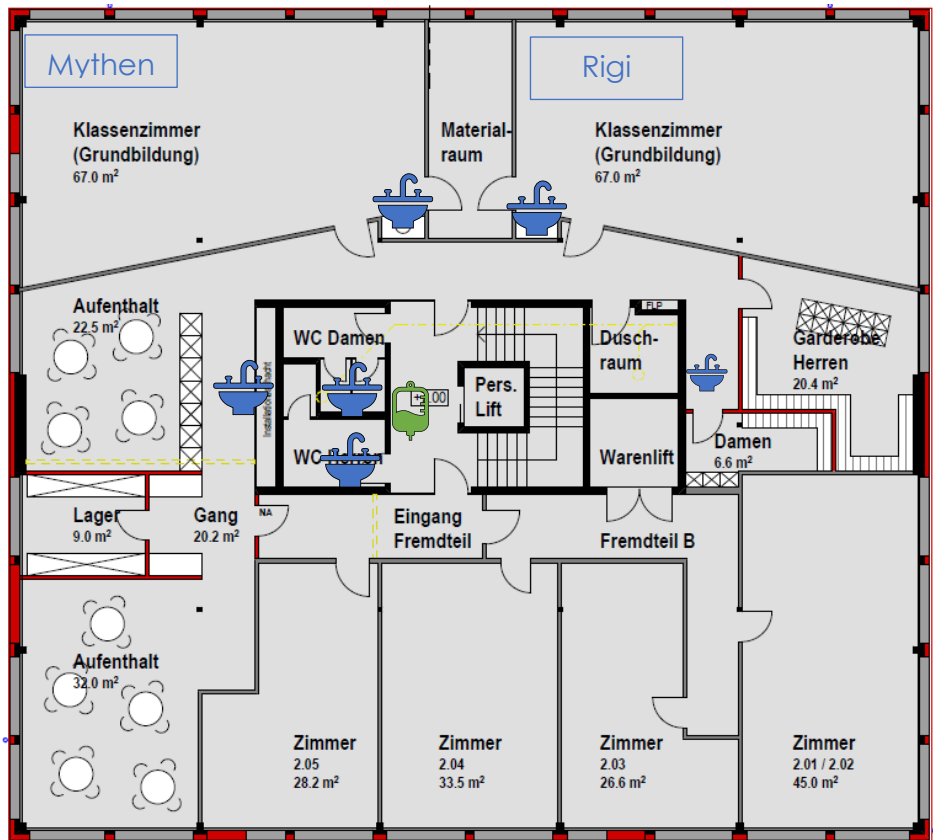 Mythen
Rigi
Klassenzimmer
(Grundbildung)
67.0 m²
Material-
raum
Klassenzimmer
(Grundbildung)
67.0 m²
Aufenthalt
22.5 m²
WC Damen
FLP
Dusch-
raum
Garderobe
Herren
20.4 m²
Pers.
Lift
.00
WC
Warenlift
Damen
6.6 m²
Lager
9.0 m²
Gang
20.2 m²
NA
Eingang
Fremdteil
Fremdteil B
Aufenthalt
32.0 m²
Zimmer
2.05
28.2 m²
Zimmer
2.04
33.5 m²
Zimmer
2.03
26.6 m²
Zimmer
2.01 / 2.02
45.0 m²